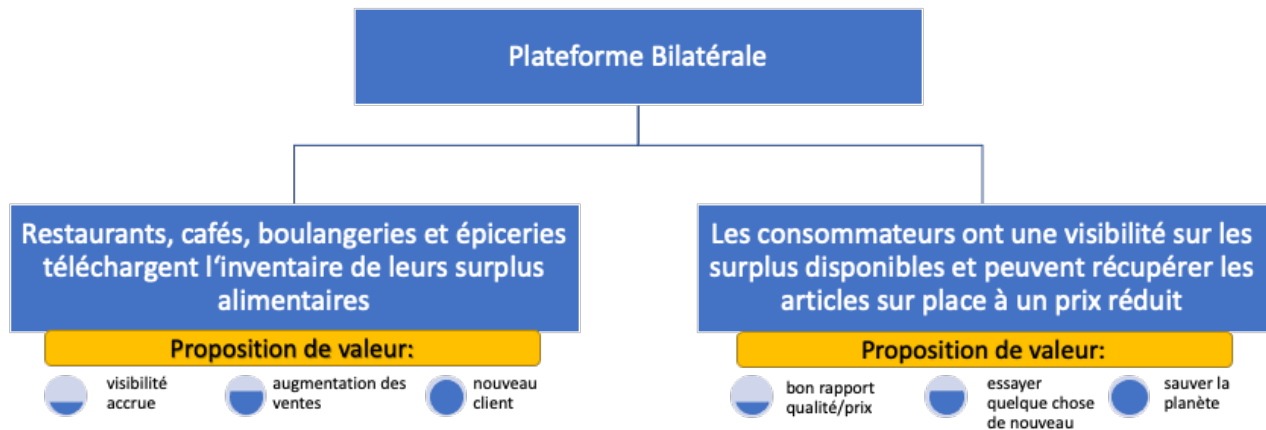 Plateforme Bilatérale
Restaurants, cafés, boulangeries et épiceries
téléchargent l‘inventaire de leurs surplus
alimentaires
Proposition de valeur:
visibilité
accrue
augmentation des
ventes
nouveau
client
Les consommateurs ont une visibilité sur les
surplus disponibles et peuvent récupérer les
articles sur place à un prix réduit
Proposition de valeur:
bon rapport
qualité/prix
essayer
quelque chose
de nouveau
sauver la
planète